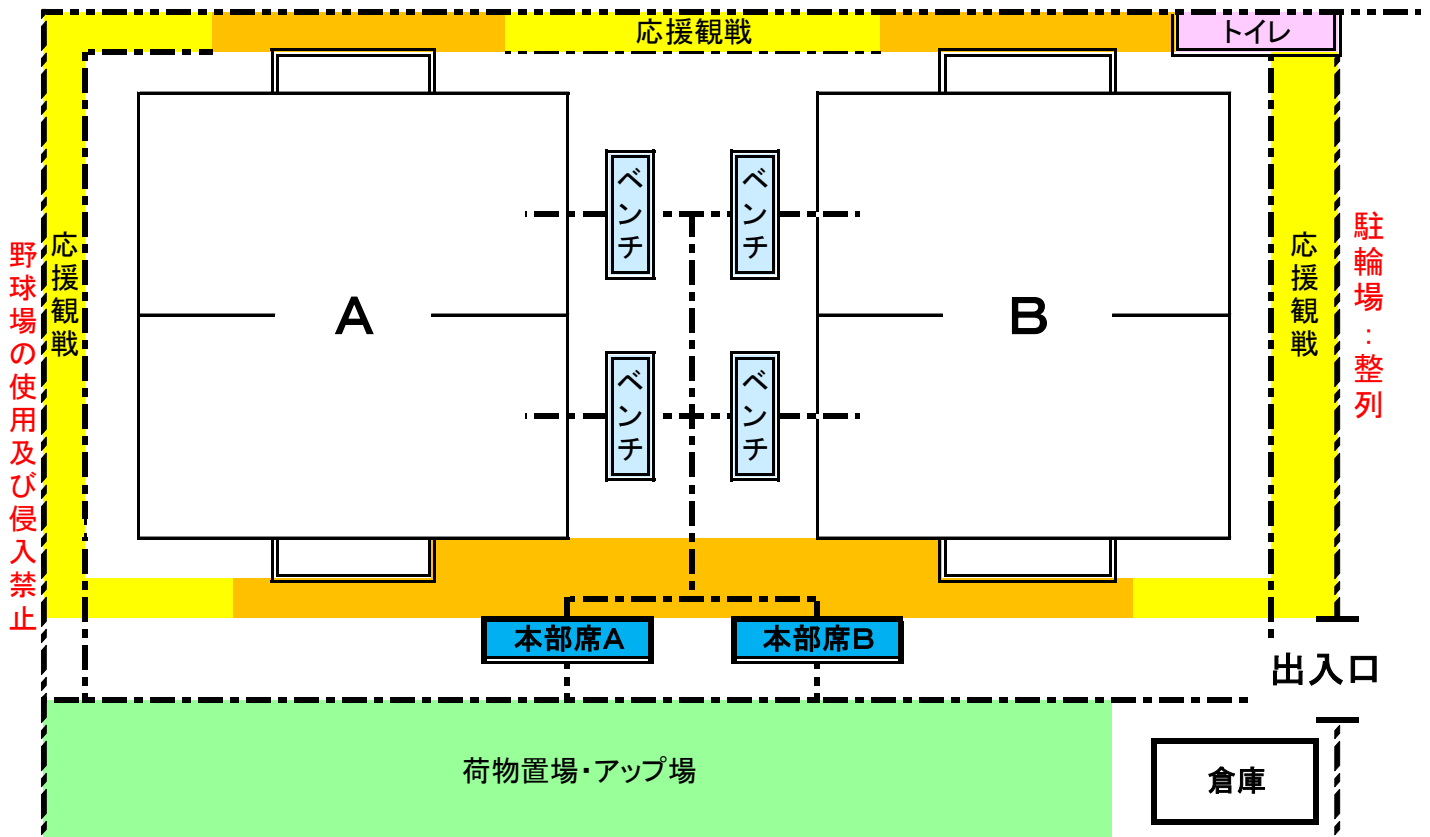 応援観戦
トイレ
ベンチ
ベンチ
野球場の使用及び侵入禁止
応援観戦
A
B
応援観戦
駐輪場：整列
ベンチ
ベンチ
本部席A
本部席B
出入口
荷物置場・アップ場
倉庫